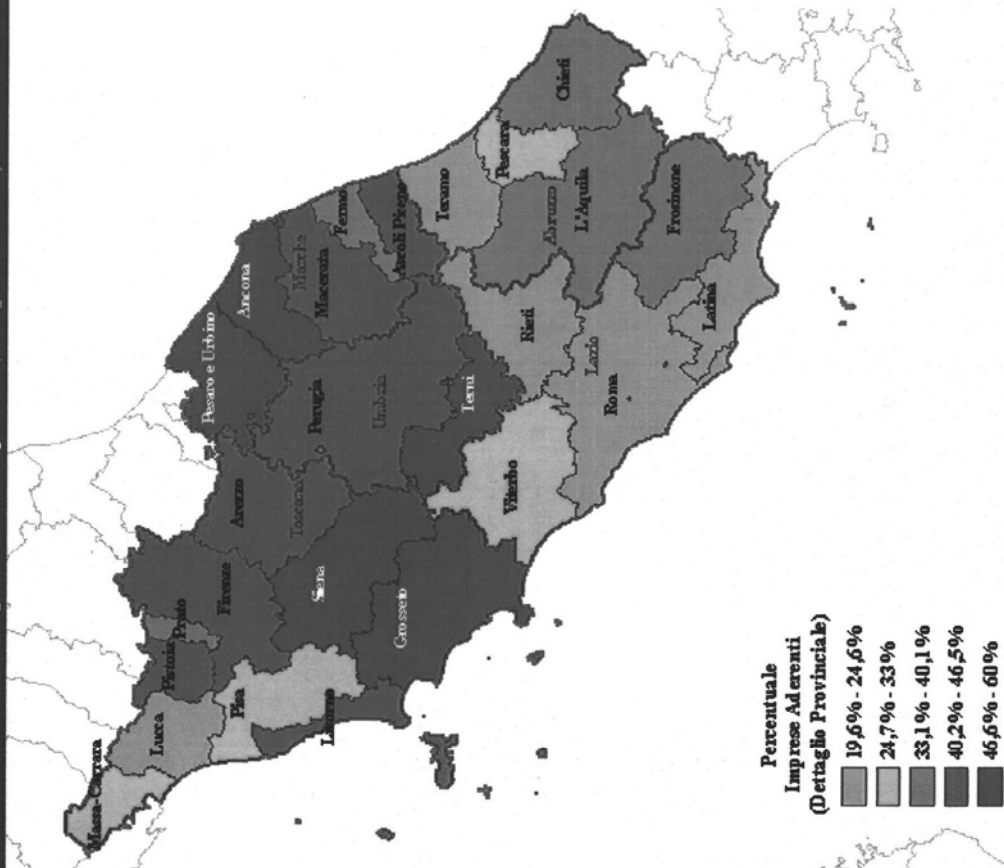 Massa-Carrara
Lucca
Pistoia
Prato
Firenze
Pisa
Livorno
Arezzo
Toscana
Siena
Grosseto
Pesaro e Urbino
Ancona
Marche
Macerata
Fermo
Ascoli Piceno
Perugia
Umbria
Terni
Viterbo
Rieti
Lazio
Roma
Latina
Frosinone
Teramo
Pescara
Abruzzo
L'Aquila
Chieti
Percentuale
Imprese Aderenti
(Dettaglio Provinciale)
19,6% - 24,6%
24,7% - 33%
33,1% - 40,1%
40,2% - 46,5%
46,6% - 60%